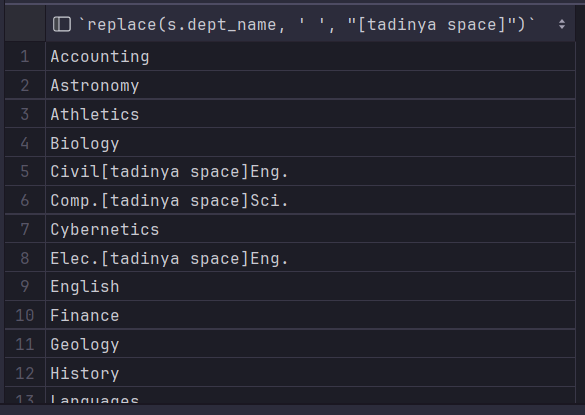 `replace(s.dept_name, ' ', "[tadinya space]")`
1 Accounting
2 Astronomy
3 Athletics
4 Biology
5 Civil[tadinya space]Eng.
6 Comp.[tadinya space]Sci.
7 Cybernetics
8 Elec.[tadinya space]Eng.
9 English
10 Finance
11 Geology
12 History
13 Languages